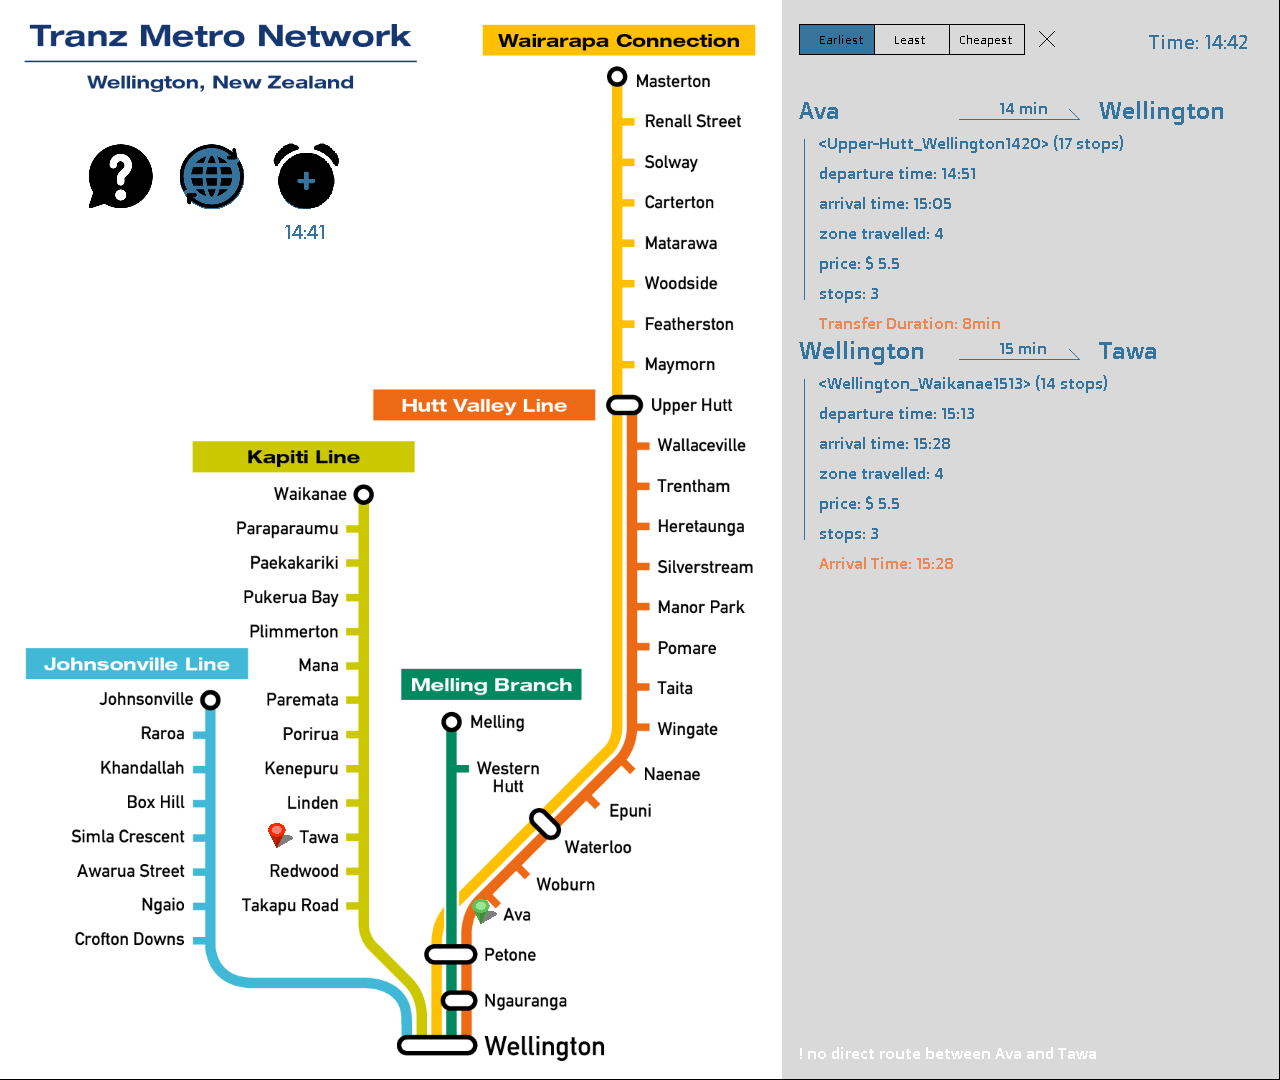 Tranz Metro Network
Wellington, New Zealand
?
+
14:41
Wairarapa Connection
Masterton
Renall Street
Solway
Carterton
Matarawa
Woodside
Featherston
Maymorn
Hutt Valley Line
Upper Hutt
Wallaceville
Trentham
Heretaunga
Silverstream
Manor Park
Pomare
Taita
Wingate
Naenae
Epuni
Waterloo
Woburn
Ava
Petone
Ngauranga
Wellington
Kapiti Line
Waikanae
Paraparaumu
Paekakariki
Pukerua Bay
Plimmerton
Mana
Paremata
Porirua
Kenepuru
Linden
Tawa
Redwood
Takapu Road
Johnsonville Line
Johnsonville
Raroa
Khandallah
Box Hill
Simla Crescent
Awarua Street
Ngaio
Crofton Downs
Melling Branch
Melling
Western
Hutt
Earliest Least Cheapest
Time: 14:42
Ava 14 min Wellington
<Upper-Hutt_Wellington1420> (17 stops)
departure time: 14:51
arrival time: 15:05
zone travelled: 4
price: $ 5.5
stops: 3
Transfer Duration: 8min
Wellington 15 min Tawa
<Wellington_Waikanae1513> (14 stops)
departure time: 15:13
arrival time: 15:28
zone travelled: 4
price: $ 5.5
stops: 3
Arrival Time: 15:28
! no direct route between Ava and Tawa